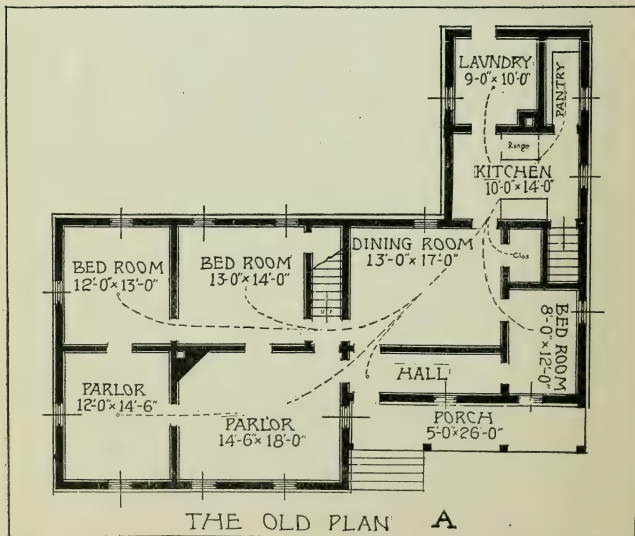 LAUNDRY
9'-0" x 10'-0"
PANTRY
Range
KITCHEN
10'-0" x 14'-0"
DINING ROOM
13'-0" x 17'-0"
Clos
BED ROOM
12'-0" x 13'-0"
BED ROOM
13'-0" x 14'-0"
UP
BED ROOM
8'-0" x 12'-0"
HALL
PARLOR
12'-0" x 14'-6"
PARLOR
14'-6" x 18'-0"
PORCH
5'-0 x 26'-0"
THE OLD PLAN A